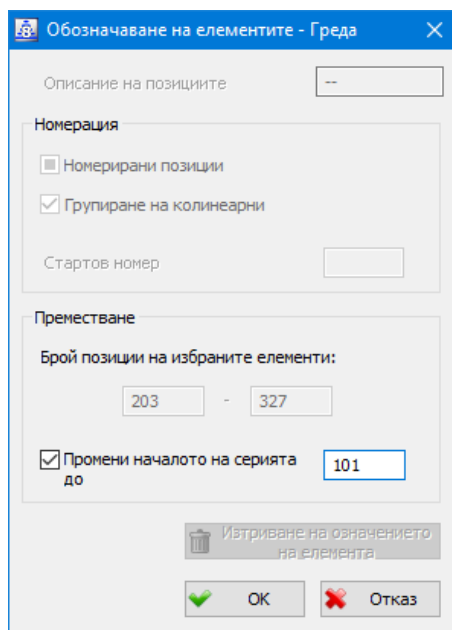 Обозначаване на елементите - Греда
Описание на позициите
--
Номерация
Номерирани позиции
Групиране на колинеарни
Стартов номер
Преместване
Брой позиции на избраните елементи:
203 - 327
Промени началото на серията до
101
Изтриване на означението
на елемента
OK
Отказ